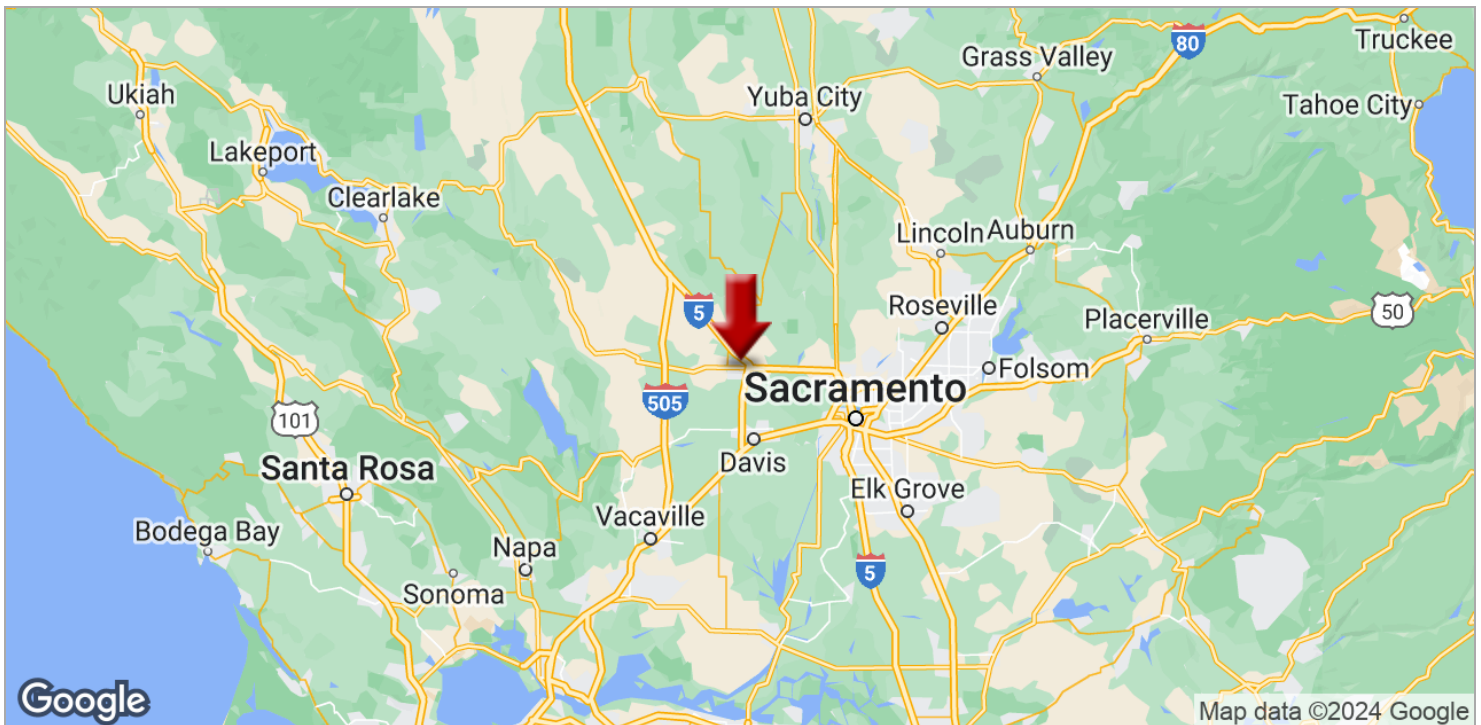 80
Truckee
Grass Valley
Ukiah
Yuba City
Tahoe City
Lakeport
Clearlake
Lincoln
Auburn
5
Roseville
Placerville
50
Folsom
Sacramento
505
101
Davis
Santa Rosa
Elk Grove
Vacaville
Bodega Bay
Napa
5
Sonoma
Google
Map data ©2024 Google